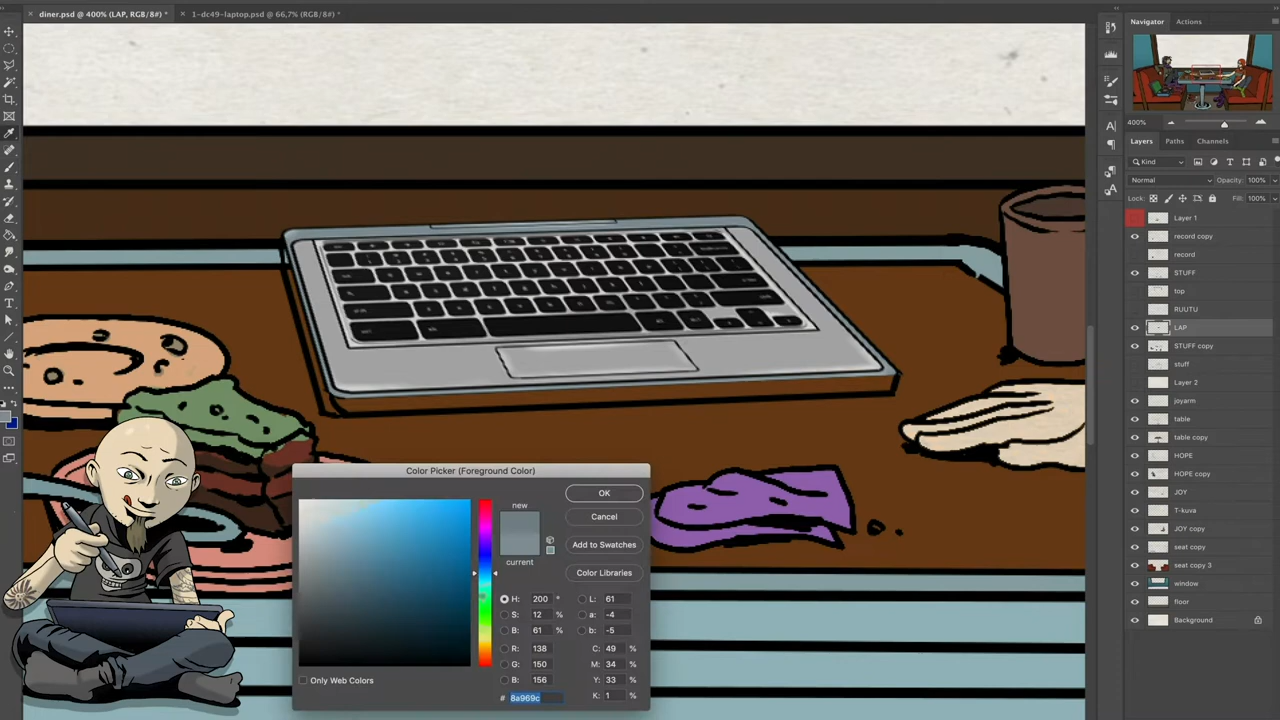 diner.psd @ 400% (LAP, RGB/8#) *
1-dc49-laptop.psd @ 66,7% (RGB/8#) *
Navigator
Actions
400%
Layers
Paths
Channels
Kind
Normal
Opacity: 100%
Lock:
Fill: 100%
Layer 1
record copy
record
STUFF
top
RUUTU
LAP
STUFF copy
stuff
Layer 2
joyarm
table
table copy
HOPE
HOPE copy
JOY
T-kuva
JOY copy
seat copy
seat copy 3
window
floor
Background
Color Picker (Foreground Color)
new
current
OK
Cancel
Add to Swatches
Color Libraries
H: 200 °
L: 61
S: 12 %
a: -4
B: 61 %
b: -5
R: 138
C: 49 %
G: 150
M: 34 %
B: 156
Y: 33 %
# 8a969c
K: 1 %
Only Web Colors